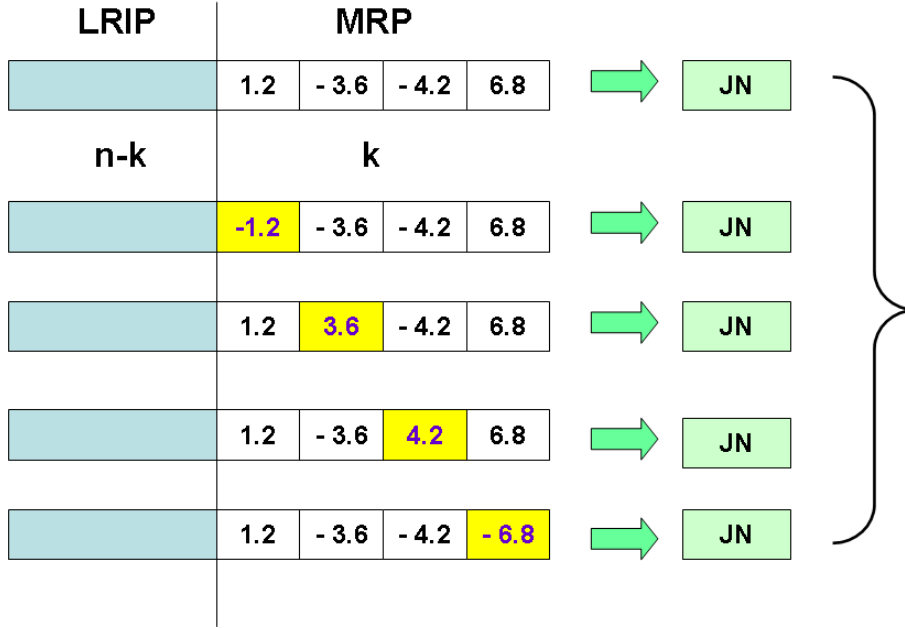 LRIP MRP
1.2 - 3.6 - 4.2 6.8 JN
n-k k
-1.2 - 3.6 - 4.2 6.8 JN
1.2 3.6 - 4.2 6.8 JN
1.2 - 3.6 4.2 6.8 JN
1.2 - 3.6 - 4.2 - 6.8 JN